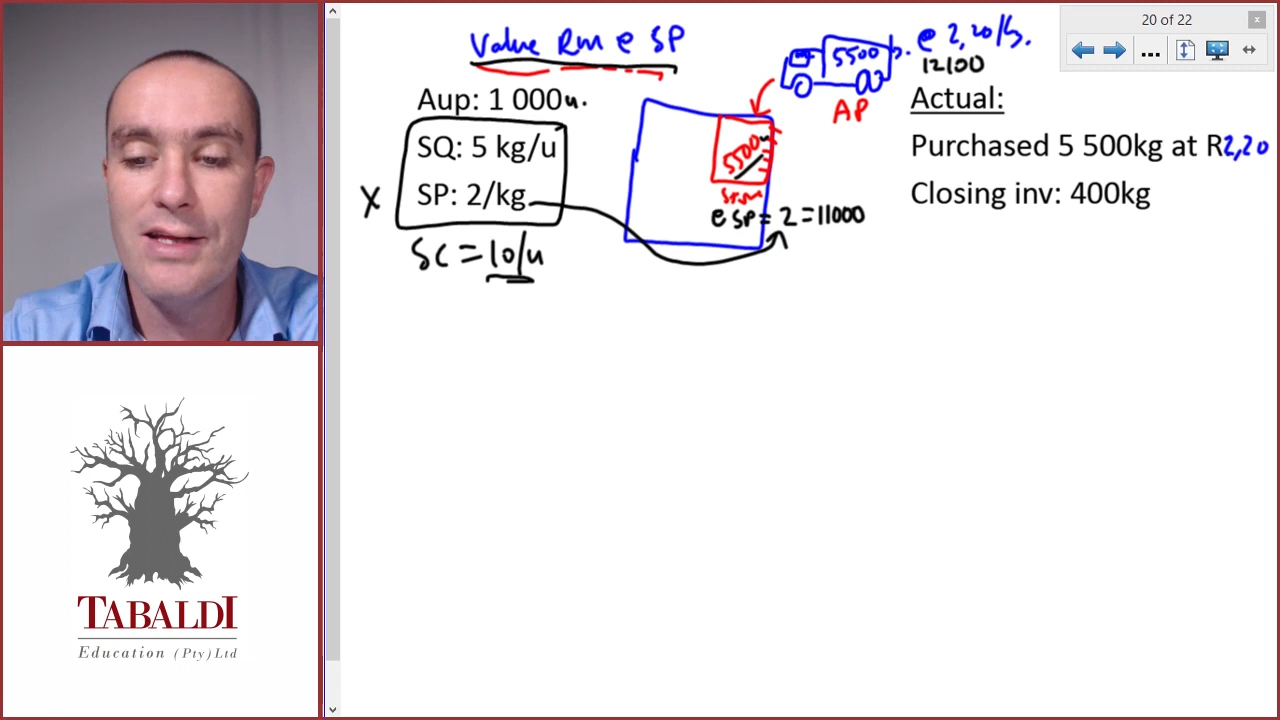 20 of 22
Value Rm @ SP
5500
@ 2,20/kg.
12100
AP
Aup: 1 000u.
SQ: 5 kg/u
X
SP: 2/kg
SC = 10/u
5500
@ SP = 2 = 11000
Actual:
Purchased 5 500kg at R2,20
Closing inv: 400kg
TABALDI
Education (Pty) Ltd